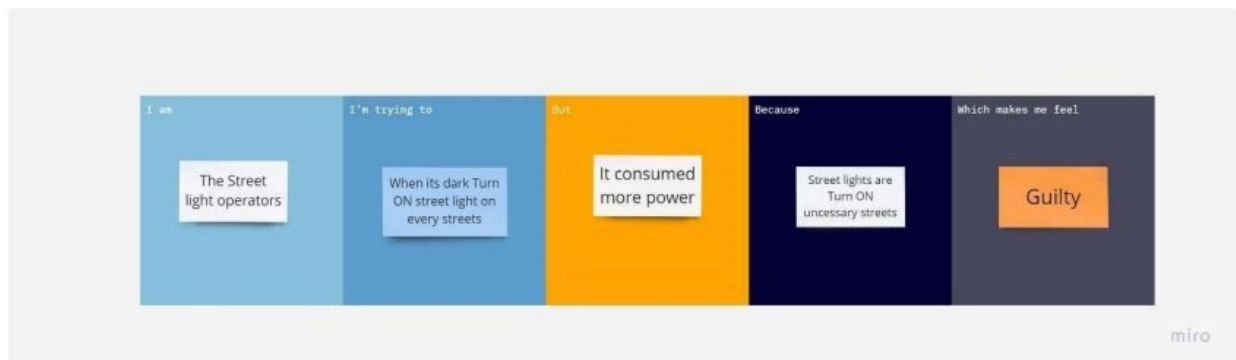 I am
The Street
light operators
I'm trying to
When its dark Turn
ON street light on
every streets
But
It consumed
more power
Because
Street lights are
Turn ON
uncessary streets
Which makes me feel
Guilty
miro